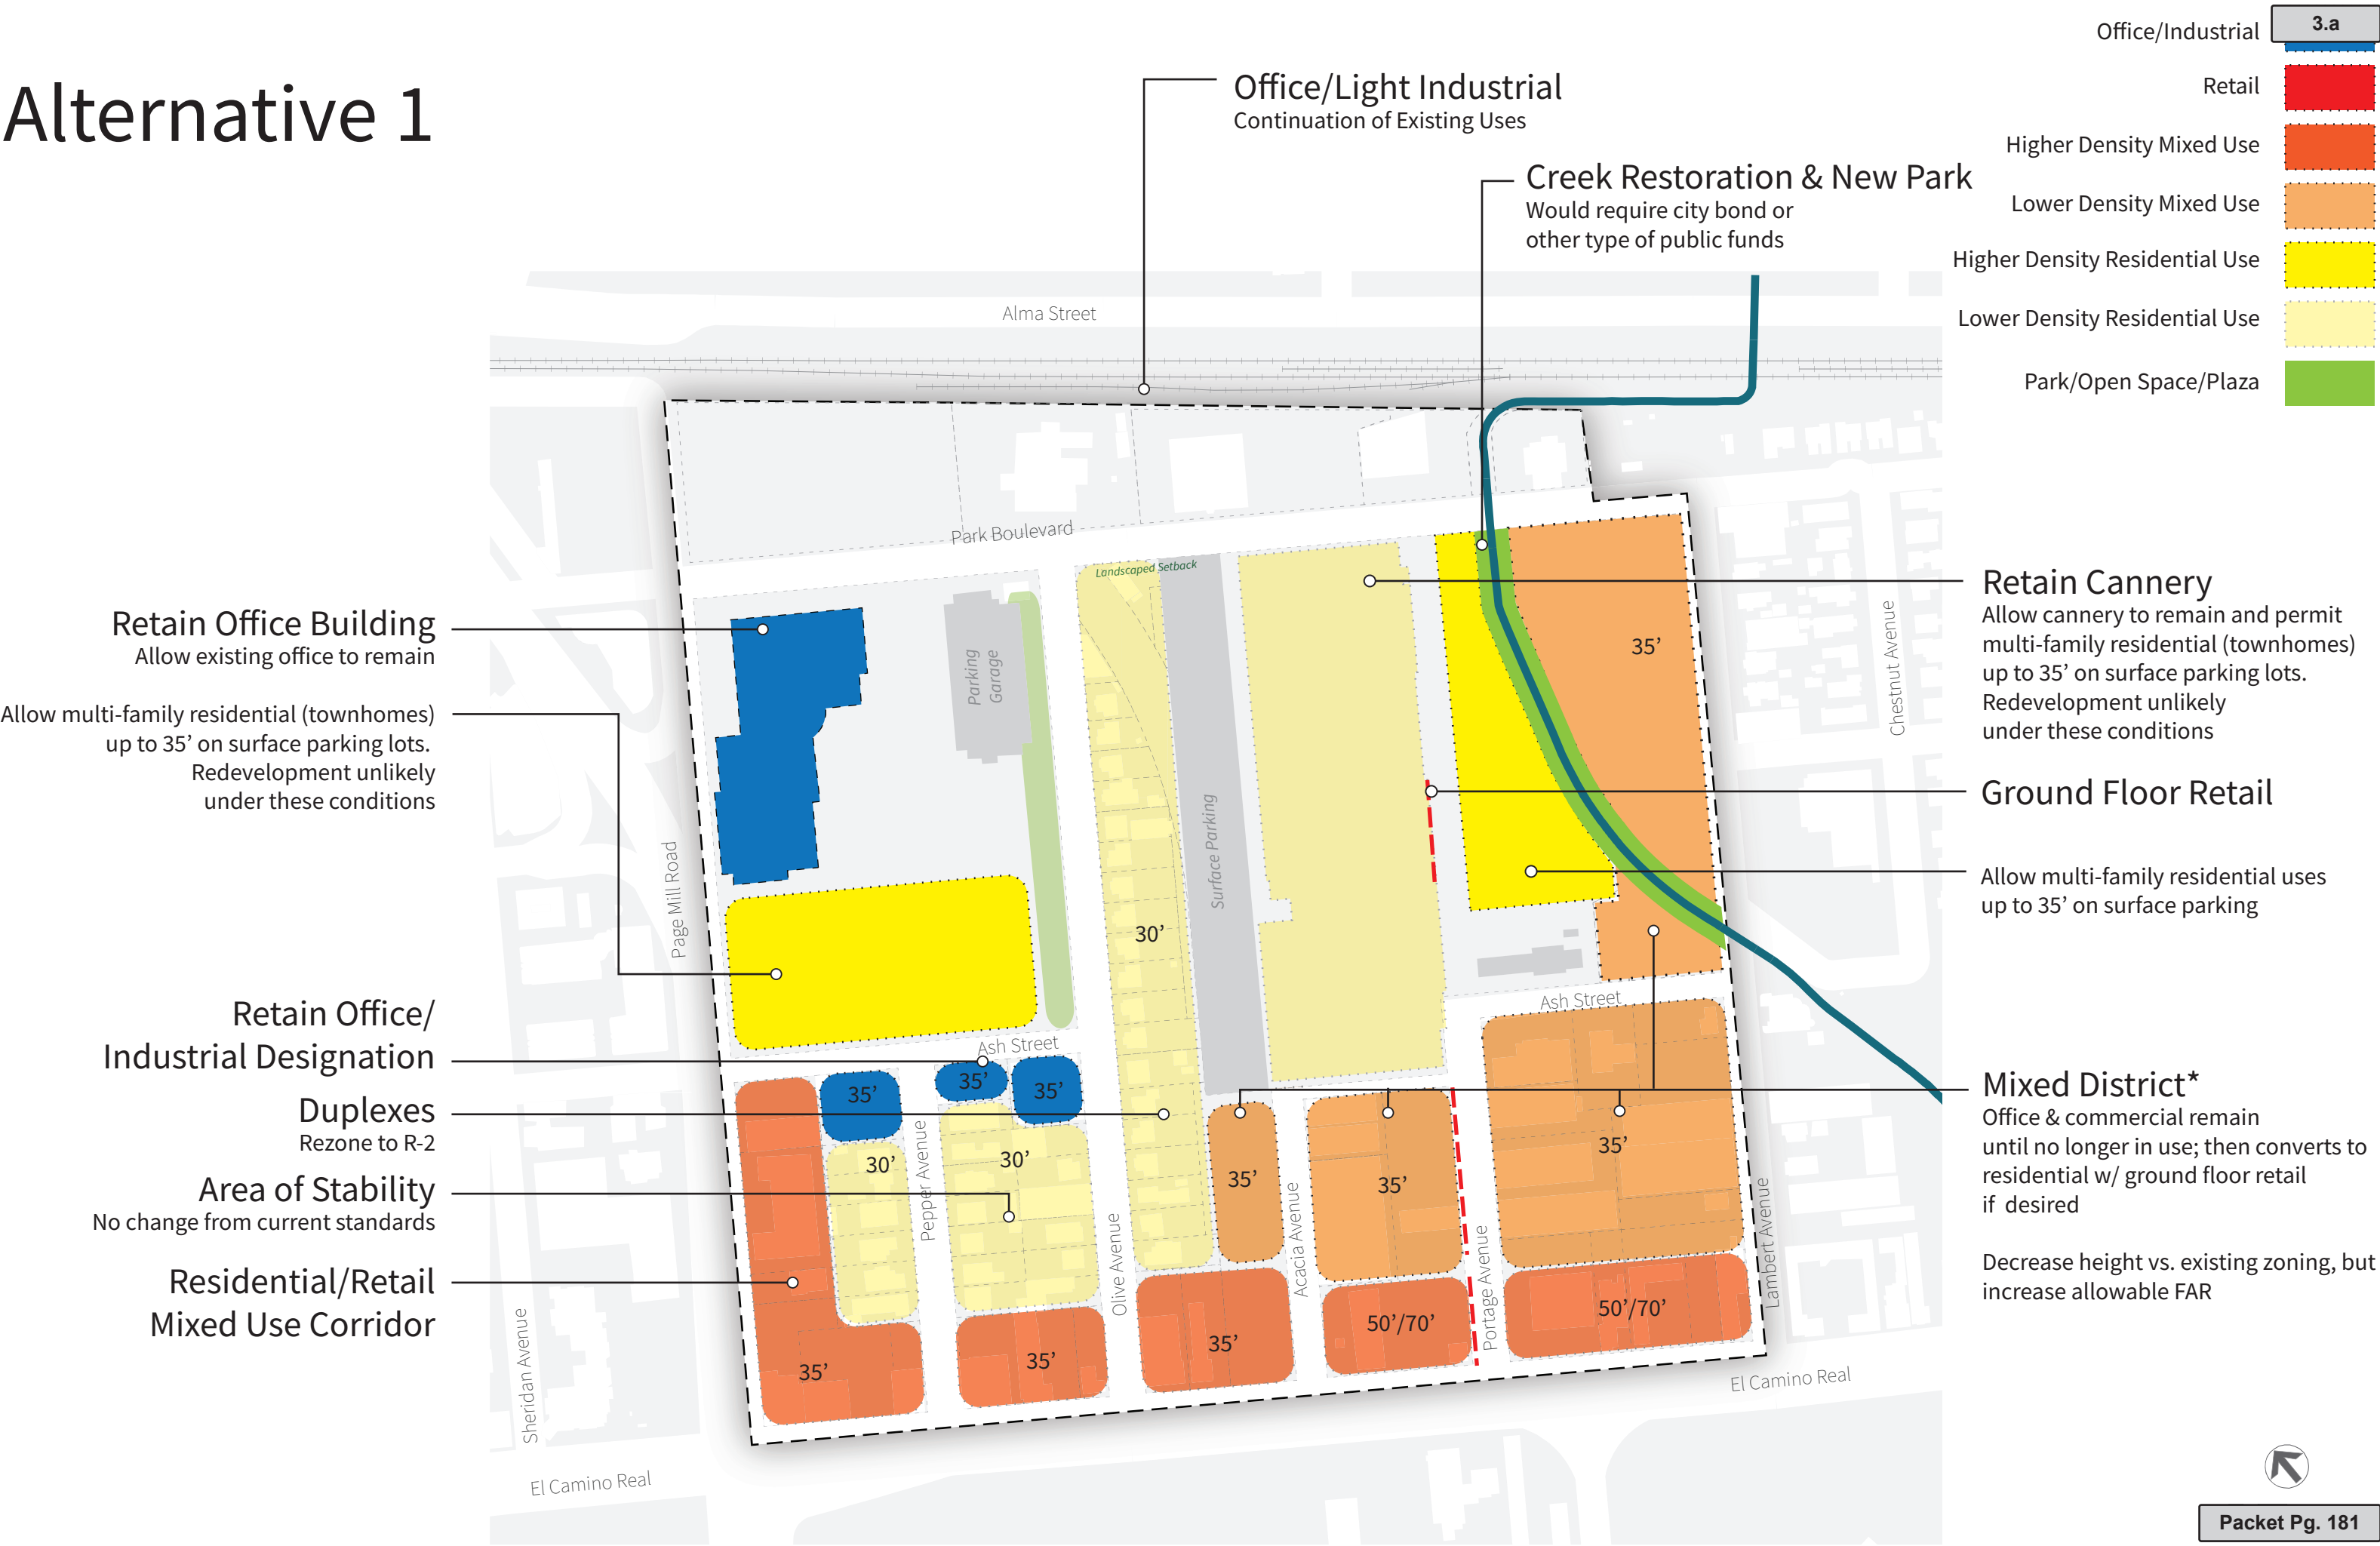 Alternative 1
3.a
Office/Industrial
Retail
Higher Density Mixed Use
Lower Density Mixed Use
Higher Density Residential Use
Lower Density Residential Use
Park/Open Space/Plaza
Office/Light Industrial
Continuation of Existing Uses
Creek Restoration & New Park
Would require city bond or
other type of public funds
Alma Street
Park Boulevard
Landscaped Setback
Retain Office Building
Allow existing office to remain
Allow multi-family residential (townhomes)
up to 35’ on surface parking lots.
Redevelopment unlikely
under these conditions
Retain Office/
Industrial Designation
Duplexes
Rezone to R-2
Area of Stability
No change from current standards
Residential/Retail
Mixed Use Corridor
Page Mill Road
Parking
Garage
Surface Parking
30’
35’
Retain Cannery
Allow cannery to remain and permit
multi-family residential (townhomes)
up to 35’ on surface parking lots.
Redevelopment unlikely
under these conditions
Ground Floor Retail
Allow multi-family residential uses
up to 35’ on surface parking
Mixed District*
Office & commercial remain
until no longer in use; then converts to
residential w/ ground floor retail
if desired
Decrease height vs. existing zoning, but
increase allowable FAR
Chestnut Avenue
Ash Street
Ash Street
35’
35’
35’
30’
30’
35’
35’
35’
Pepper Avenue
Olive Avenue
Acacia Avenue
Portage Avenue
Lambert Avenue
Sheridan Avenue
35’
35’
35’
50’/70’
50’/70’
El Camino Real
El Camino Real
Packet Pg. 181